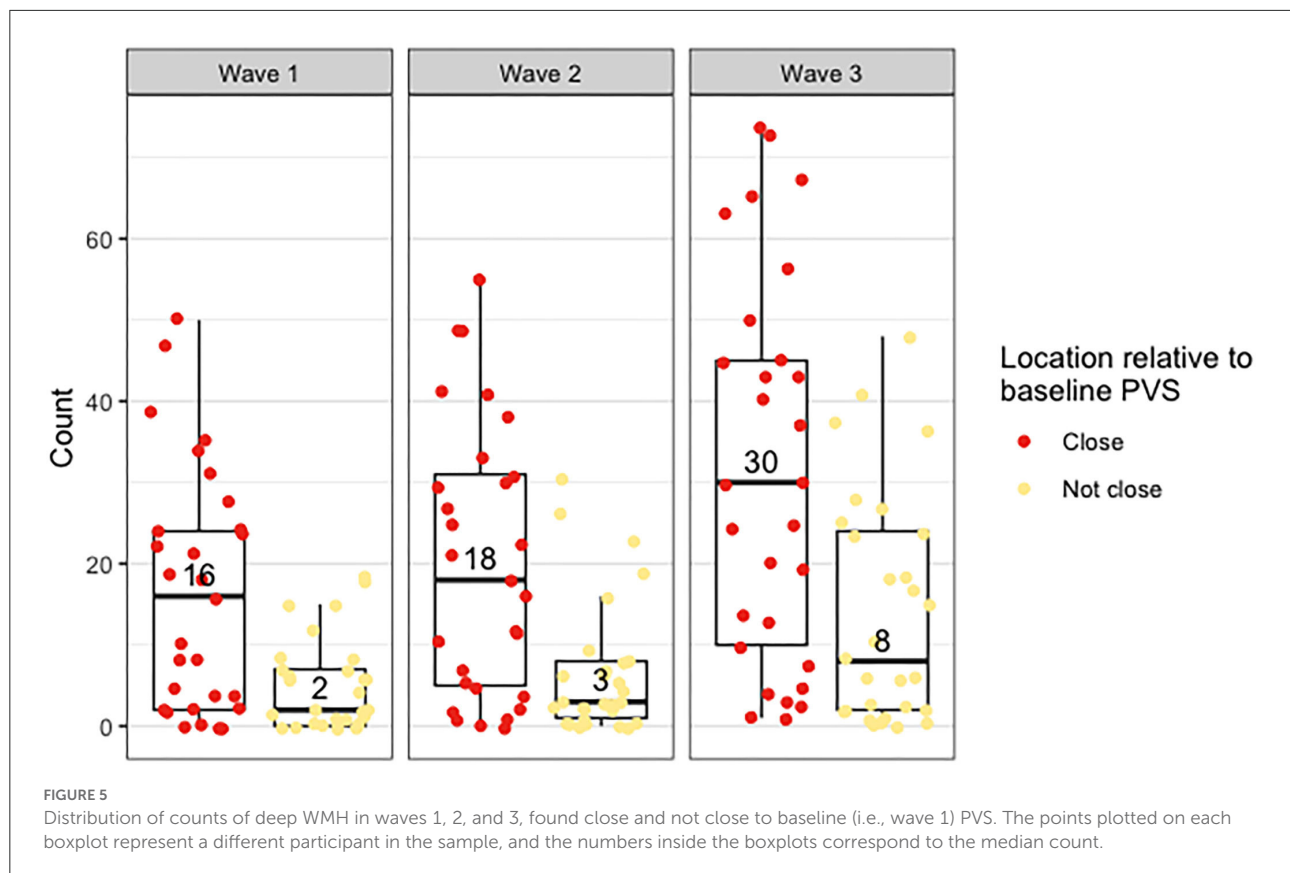 Wave 1
Wave 2
Wave 3
Count
60
40
20
0
16
2
18
3
30
8
Location relative to
baseline PVS
Close
Not close
FIGURE 5
Distribution of counts of deep WMH in waves 1, 2, and 3, found close and not close to baseline (i.e., wave 1) PVS. The points plotted on each
boxplot represent a different participant in the sample, and the numbers inside the boxplots correspond to the median count.